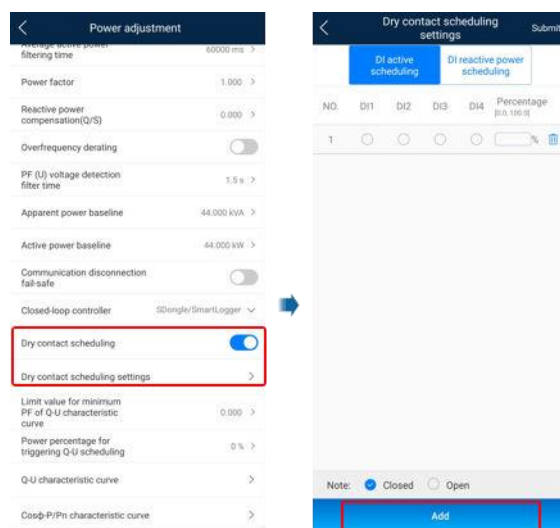 Power adjustment
Average active power
filtering time
60000 ms
Power factor
1.000
Reactive power
compensation(Q/S)
0.000
Overfrequency derating
PF (U) voltage detection
filter time
1.5 s
Apparent power baseline
44.000 kVA
Active power baseline
44.000 kW
Communication disconnection
fail-safe
Closed-loop controller
SDongle/SmartLogger
Dry contact scheduling
Dry contact scheduling settings
Limit value for minimum
PF of Q-U characteristic
curve
0.000
Power percentage for
triggering Q-U scheduling
0 %
Q-U characteristic curve
Cosφ-P/Pn characteristic curve
Dry contact scheduling
settings
Submit
DI active
scheduling
DI reactive power
scheduling
NO. DI1 DI2 DI3 DI4 Percentage
[0.0, 100.0]
1 %
Note: Closed Open
Add